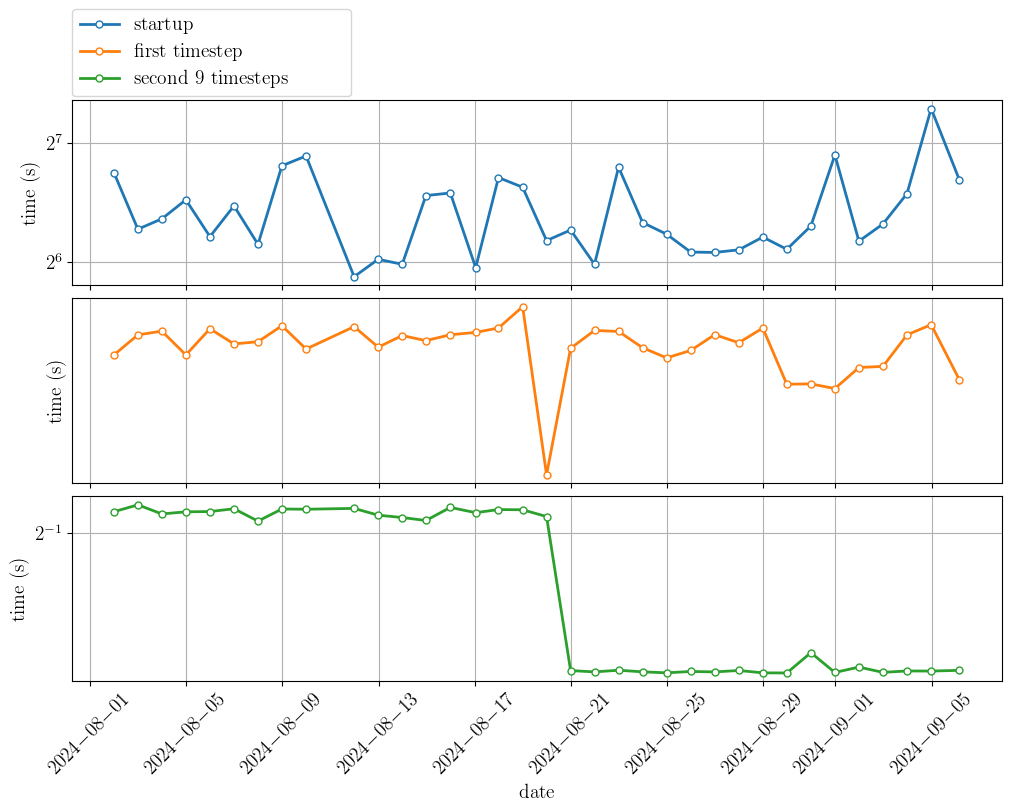 startup
first timestep
second 9 timesteps
2^7
2^6
time (s)
time (s)
2^−1
time (s)
2024−08−01
2024−08−05
2024−08−09
2024−08−13
2024−08−17
2024−08−21
2024−08−25
2024−08−29
2024−09−01
2024−09−05
date